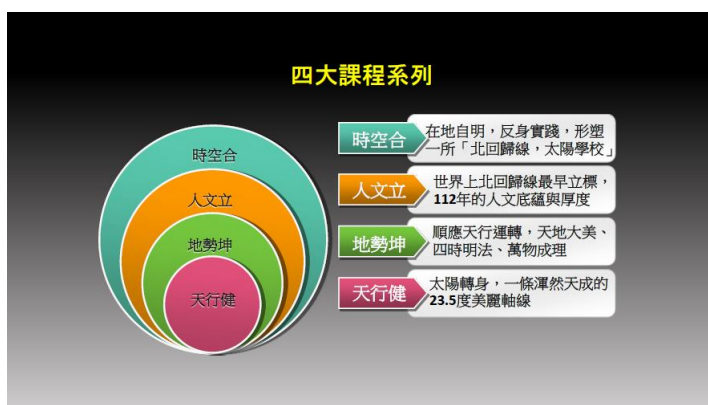 四大課程系列
時空合
人文立
地勢坤
天行健
時空合
在地自明，反身實踐，形塑
一所「北回歸線，太陽學校」
人文立
世界上北回歸線最早立標，
112年的人文底蘊與厚度
地勢坤
順應天行運轉，天地大美、
四時明法、萬物成理
天行健
太陽轉身，一條渾然天成的
23.5度美麗軸線